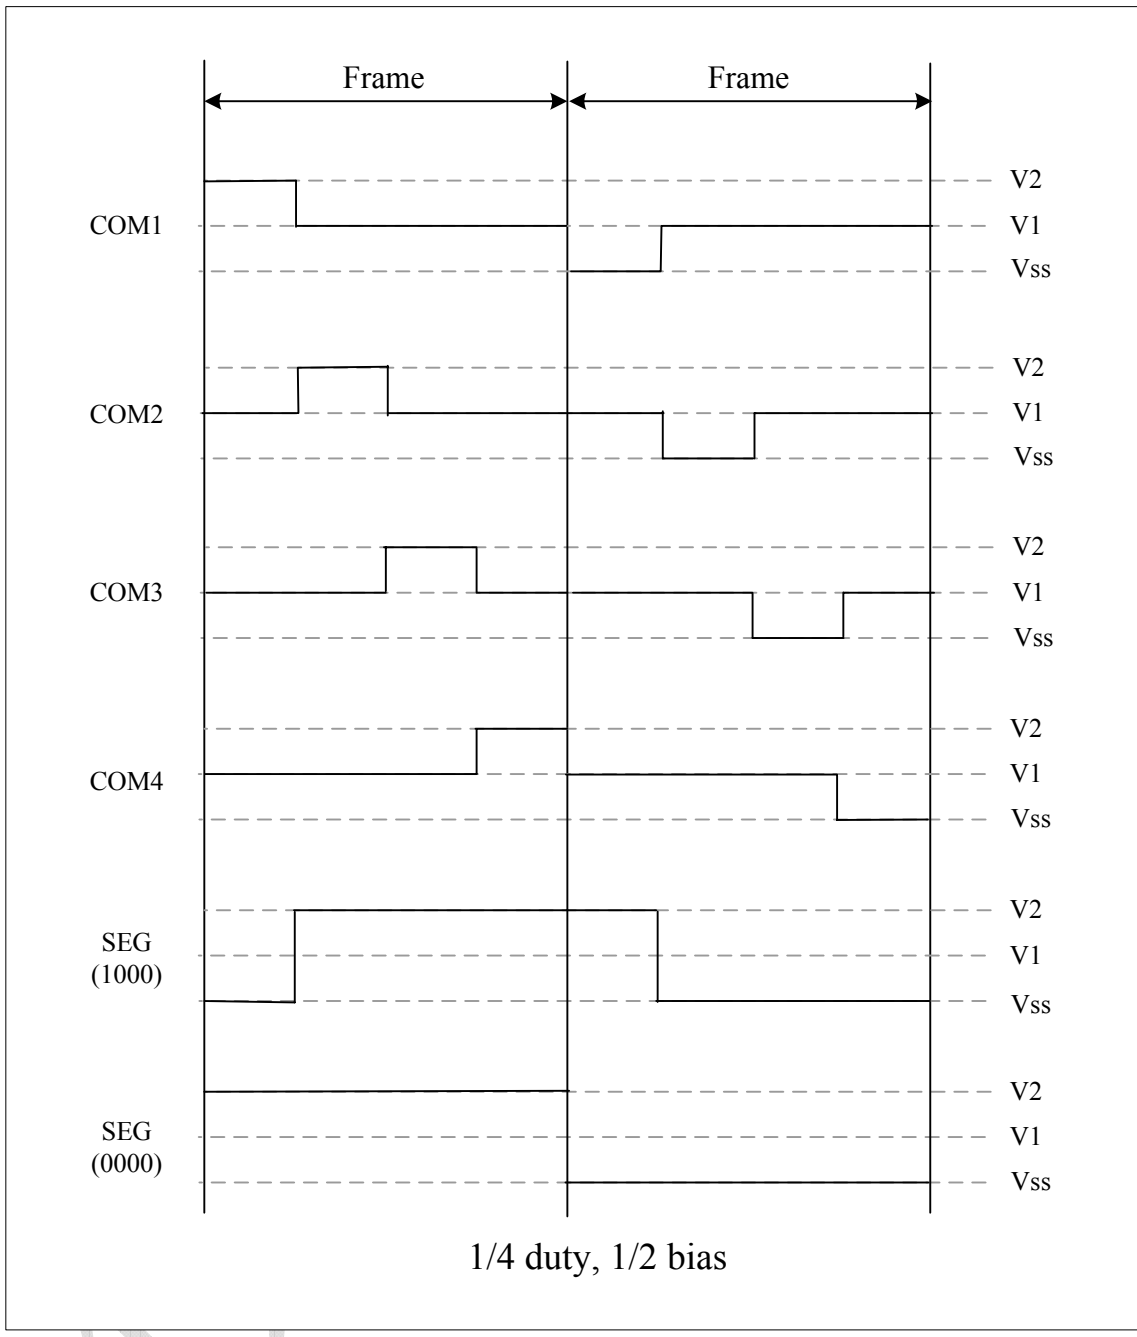 Frame Frame
V2
COM1 V1
Vss
V2
COM2 V1
Vss
V2
COM3 V1
Vss
V2
COM4 V1
Vss
V2
SEG
(1000)
V1
Vss
V2
SEG
(0000)
V1
Vss
1/4 duty, 1/2 bias